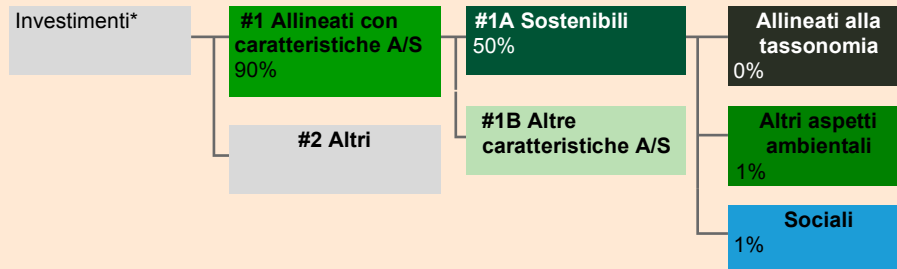 Investimenti*
#1 Allineati con
caratteristiche A/S
90%
#2 Altri
#1A Sostenibili
50%
#1B Altre
caratteristiche A/S
Allineati alla
tassonomia
0%
Altri aspetti
ambientali
1%
Sociali
1%